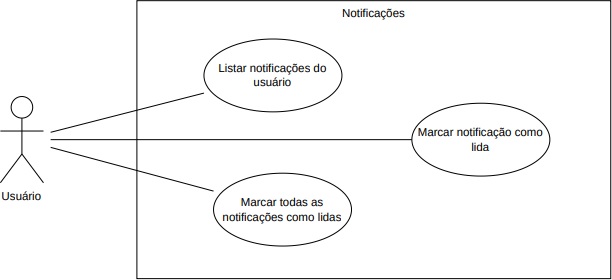 Notificações
Listar notificações do
usuário
Marcar notificação como
lida
Marcar todas as
notificações como lidas
Usuário